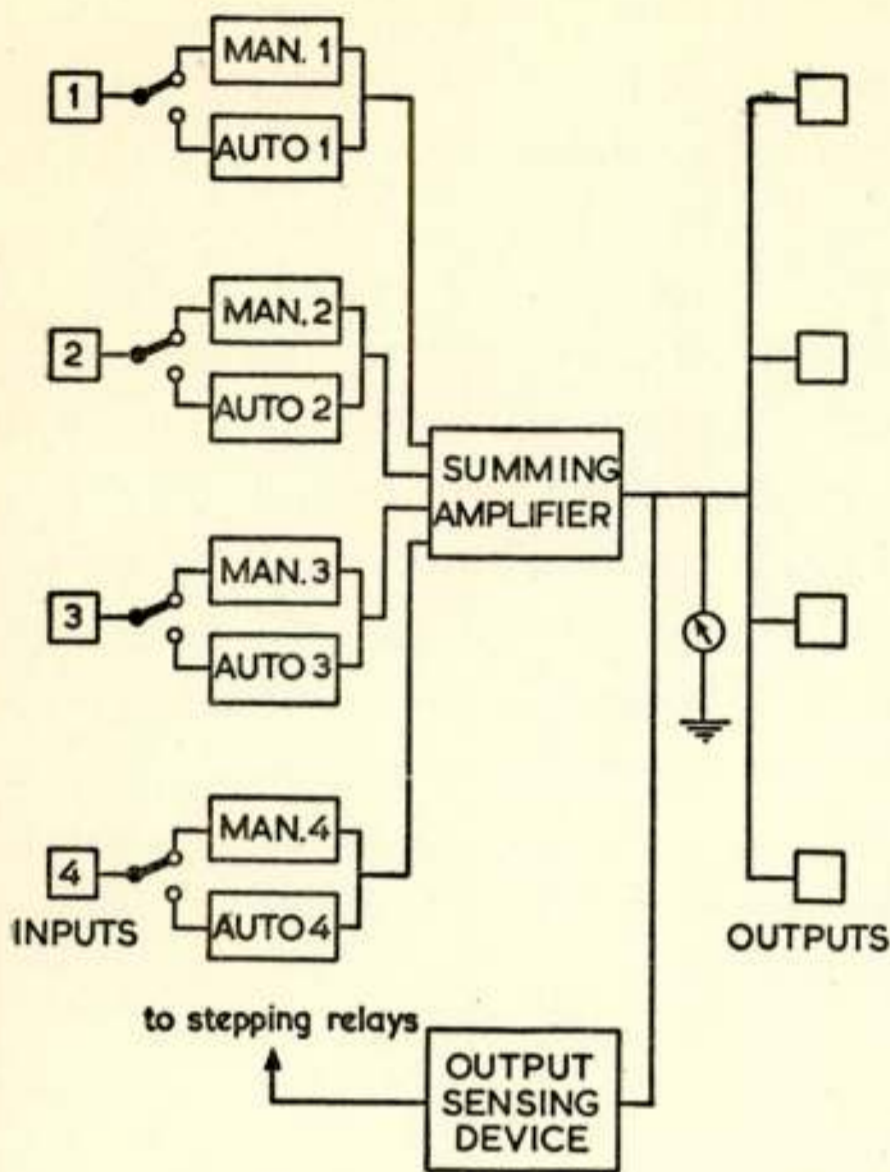 1
MAN. 1
AUTO 1
2
MAN. 2
AUTO 2
SUMMING
AMPLIFIER
3
MAN. 3
AUTO 3
4
MAN. 4
AUTO 4
INPUTS
OUTPUTS
to stepping relays
OUTPUT
SENSING
DEVICE